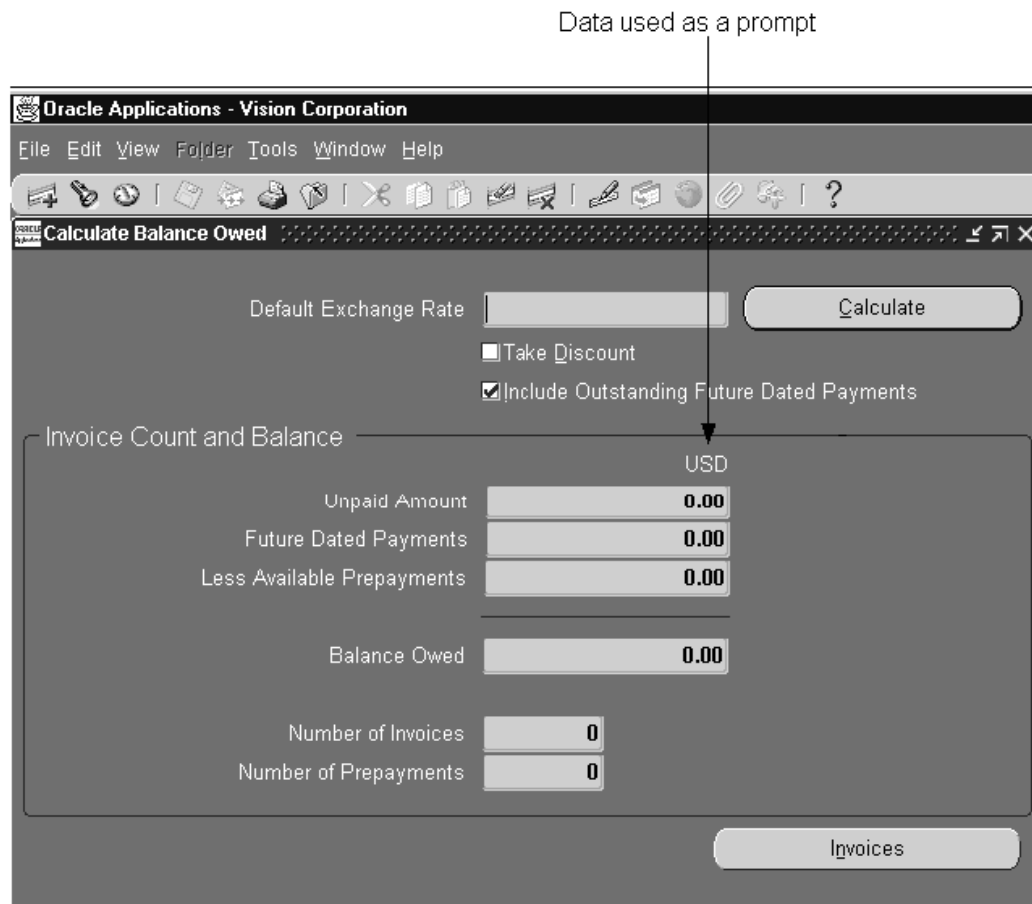 Data used as a prompt
Oracle Applications - Vision Corporation
File Edit View Folder Tools Window Help
?
Calculate Balance Owed
Default Exchange Rate
Calculate
Take Discount
Include Outstanding Future Dated Payments
Invoice Count and Balance
USD
Unpaid Amount 0.00
Future Dated Payments 0.00
Less Available Prepayments 0.00
Balance Owed 0.00
Number of Invoices 0
Number of Prepayments 0
Invoices